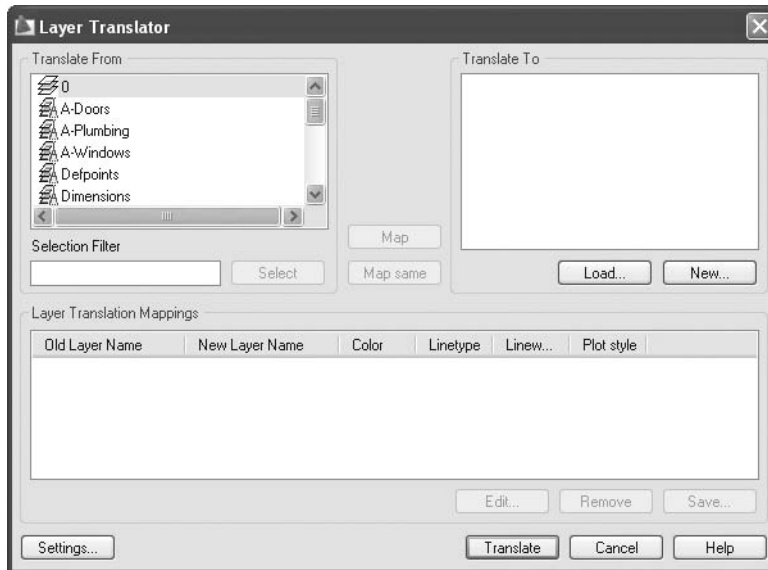 Layer Translator
Translate From
0
A-Doors
A-Plumbing
A-Windows
Defpoints
Dimensions
Selection Filter
Select
Map
Map same
Translate To
Load...
New...
Layer Translation Mappings
Old Layer Name New Layer Name Color Linetype Linew... Plot style
Edit... Remove Save...
Settings... Translate Cancel Help